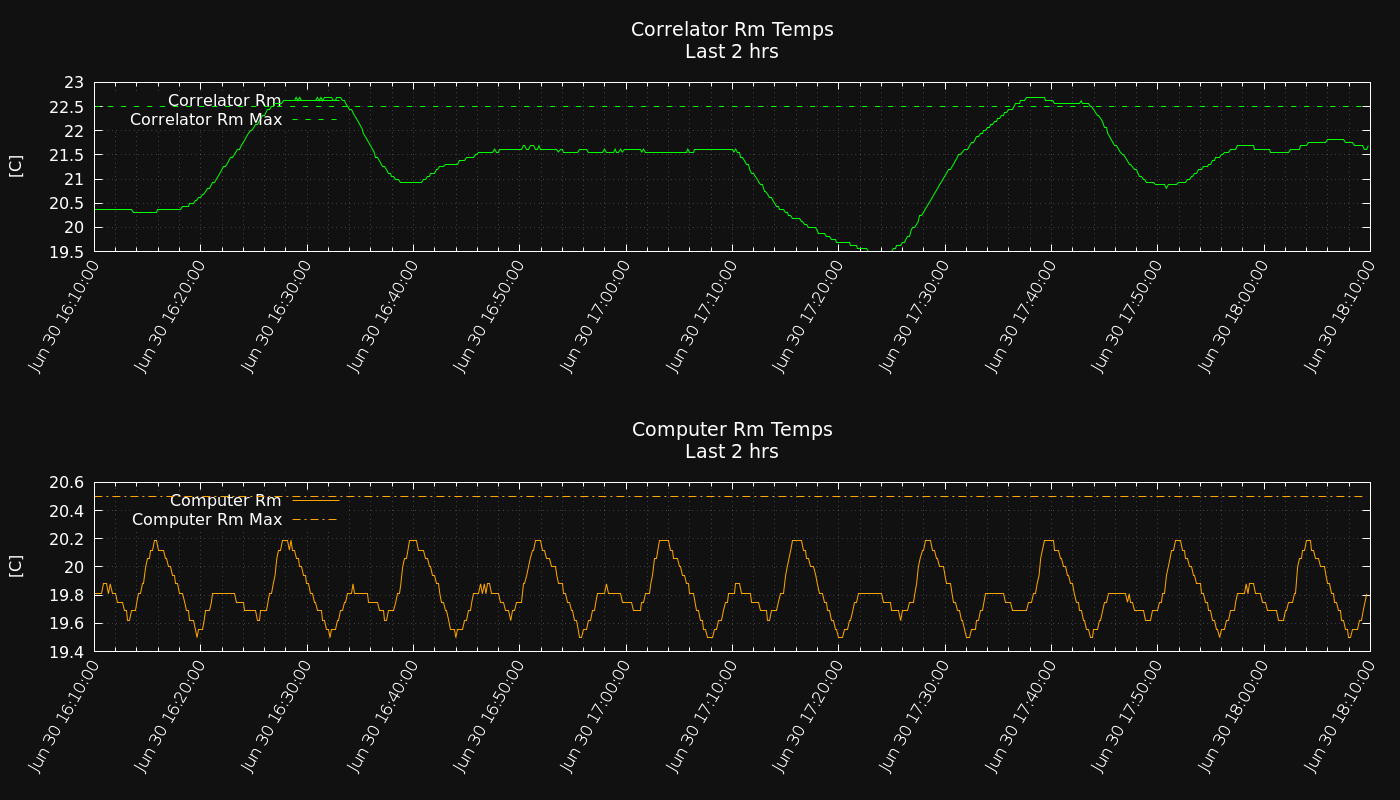 Correlator Rm Temps
Last 2 hrs
[C]
23
22.5
22
21.5
21
20.5
20
19.5
Correlator Rm
Correlator Rm Max
Jun 30 16:10:00
Jun 30 16:20:00
Jun 30 16:30:00
Jun 30 16:40:00
Jun 30 16:50:00
Jun 30 17:00:00
Jun 30 17:10:00
Jun 30 17:20:00
Jun 30 17:30:00
Jun 30 17:40:00
Jun 30 17:50:00
Jun 30 18:00:00
Jun 30 18:10:00
Computer Rm Temps
Last 2 hrs
[C]
20.6
20.4
20.2
20
19.8
19.6
19.4
Computer Rm
Computer Rm Max
Jun 30 16:10:00
Jun 30 16:20:00
Jun 30 16:30:00
Jun 30 16:40:00
Jun 30 16:50:00
Jun 30 17:00:00
Jun 30 17:10:00
Jun 30 17:20:00
Jun 30 17:30:00
Jun 30 17:40:00
Jun 30 17:50:00
Jun 30 18:00:00
Jun 30 18:10:00